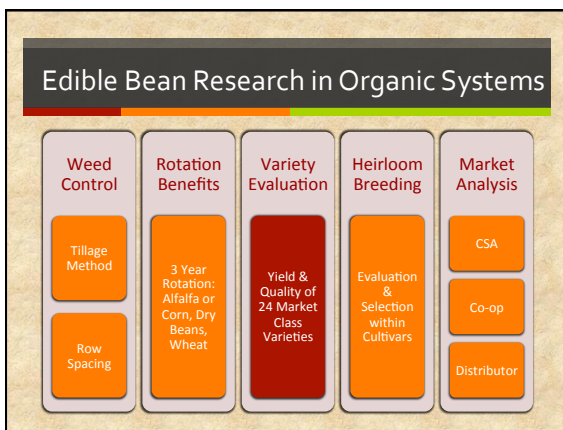 Edible Bean Research in Organic Systems
Weed
Control
Tillage
Method
Row
Spacing
Rotation
Benefits
3 Year
Rotation:
Alfalfa or
Corn, Dry
Beans,
Wheat
Variety
Evaluation
Yield &
Quality of
24 Market
Class
Varieties
Heirloom
Breeding
Evaluation
&
Selection
within
Cultivars
Market
Analysis
CSA
Co-op
Distributor